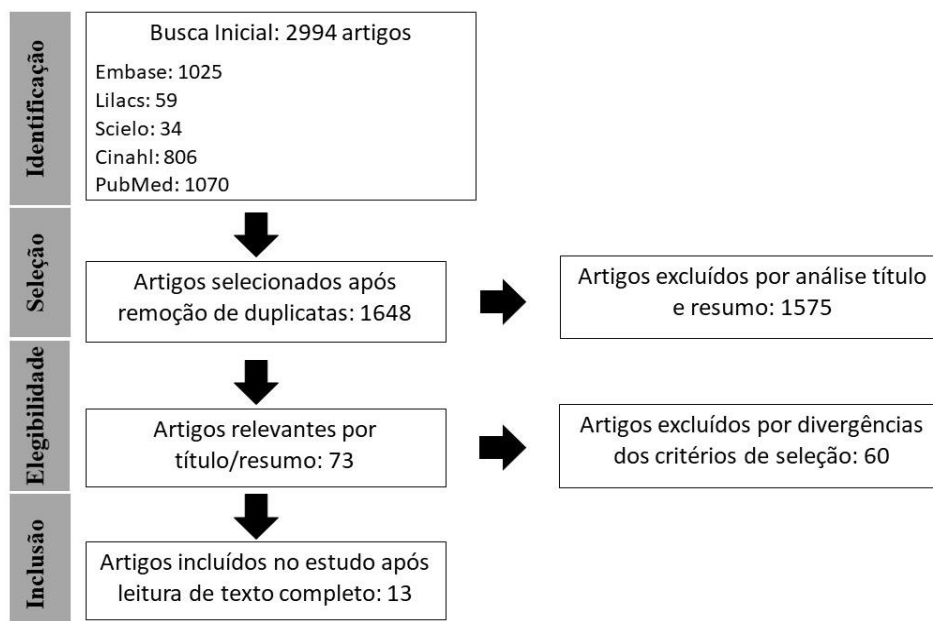 Identificação
Busca Inicial: 2994 artigos
Embase: 1025
Lilacs: 59
Scielo: 34
Cinahl: 806
PubMed: 1070
Seleção
Artigos selecionados após
remoção de duplicatas: 1648
Artigos excluídos por análise título
e resumo: 1575
Elegibilidade
Artigos relevantes por
título/resumo: 73
Artigos excluídos por divergências
dos critérios de seleção: 60
Inclusão
Artigos incluídos no estudo após
leitura de texto completo: 13